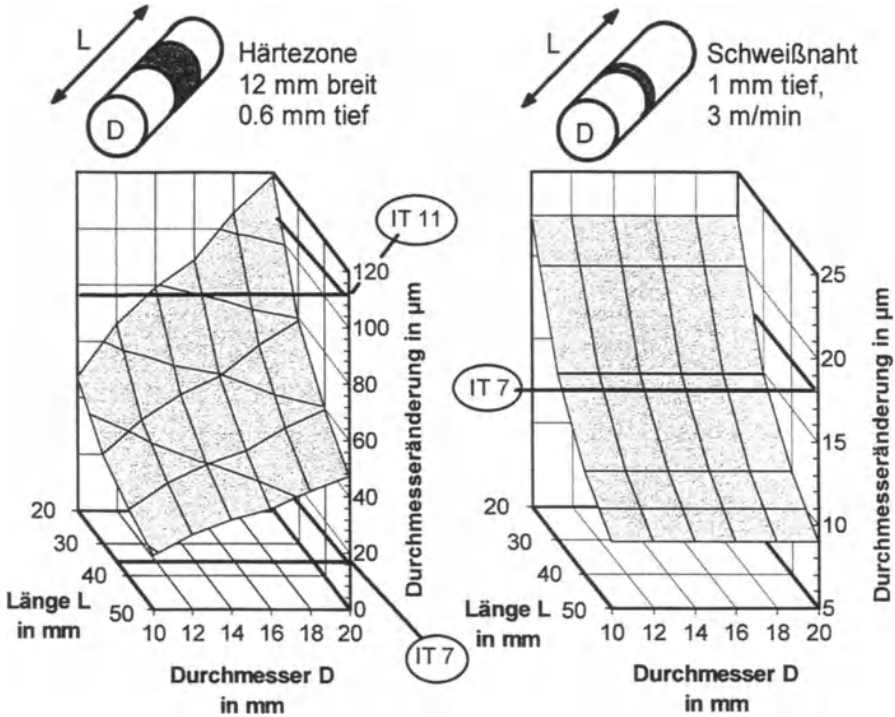 L
D
Härtezone
12 mm breit
0.6 mm tief
L
D
Schweißnaht
1 mm tief,
3 m/min
IT 11
120
100
80
60
40
20
0
Durchmesseränderung in µm
20
30
40
50
Länge L
in mm
10 12 14 16 18 20
Durchmesser D
in mm
IT 7
IT 7
25
20
15
10
5
Durchmesseränderung in µm
20
30
40
50
Länge L
in mm
10 12 14 16 18 20
Durchmesser D
in mm